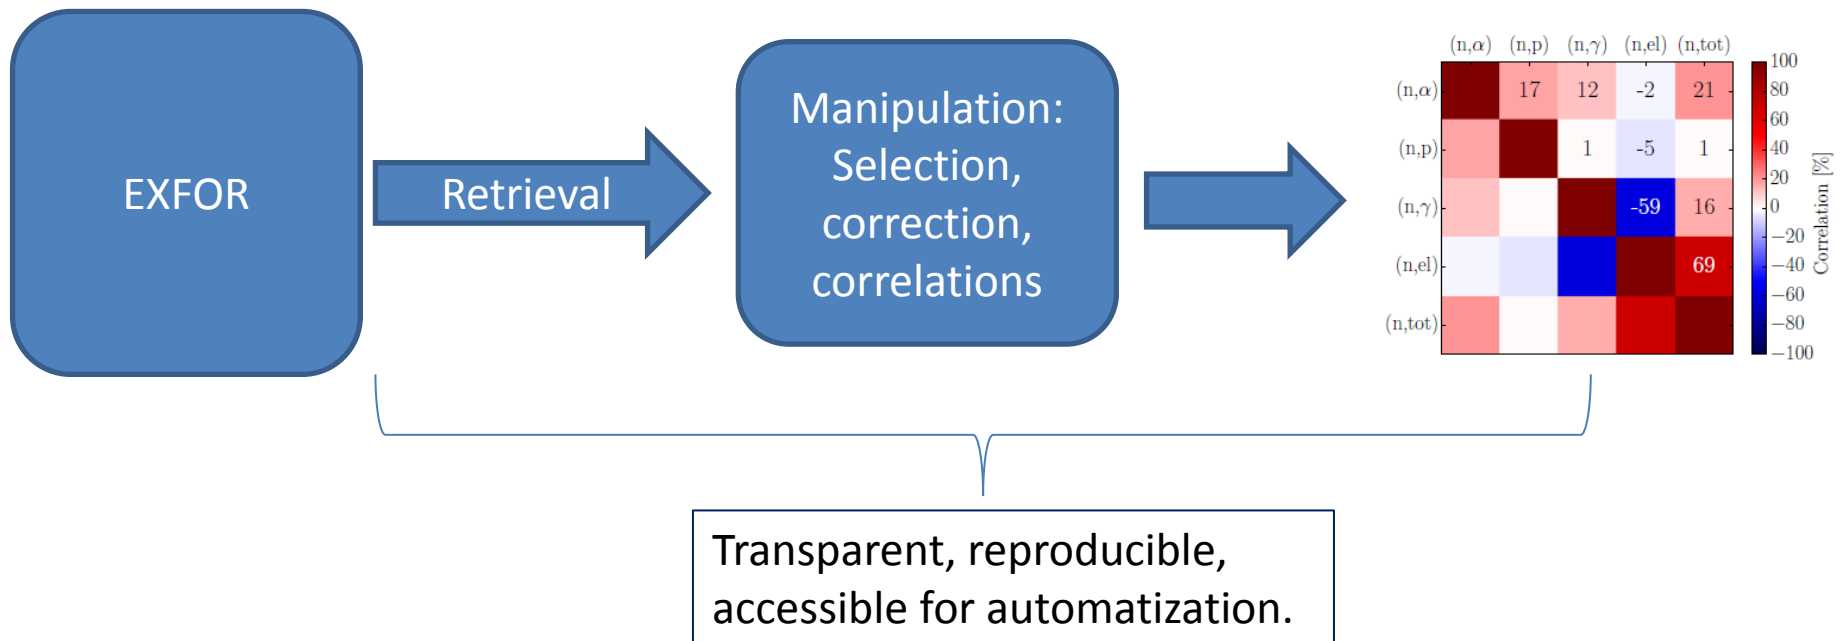 EXFOR
Retrieval
Manipulation:
Selection,
correction,
correlations
(n,α) (n,p) (n,γ) (n,el) (n,tot)
(n,α) 17 12 -2 21
(n,p) 1 -5 1
(n,γ) -59 16
(n,el) 69
(n,tot)
100
80
60
40
20
0
−20
−40
−60
−80
−100
Correlation [%]
Transparent, reproducible,
accessible for automatization.